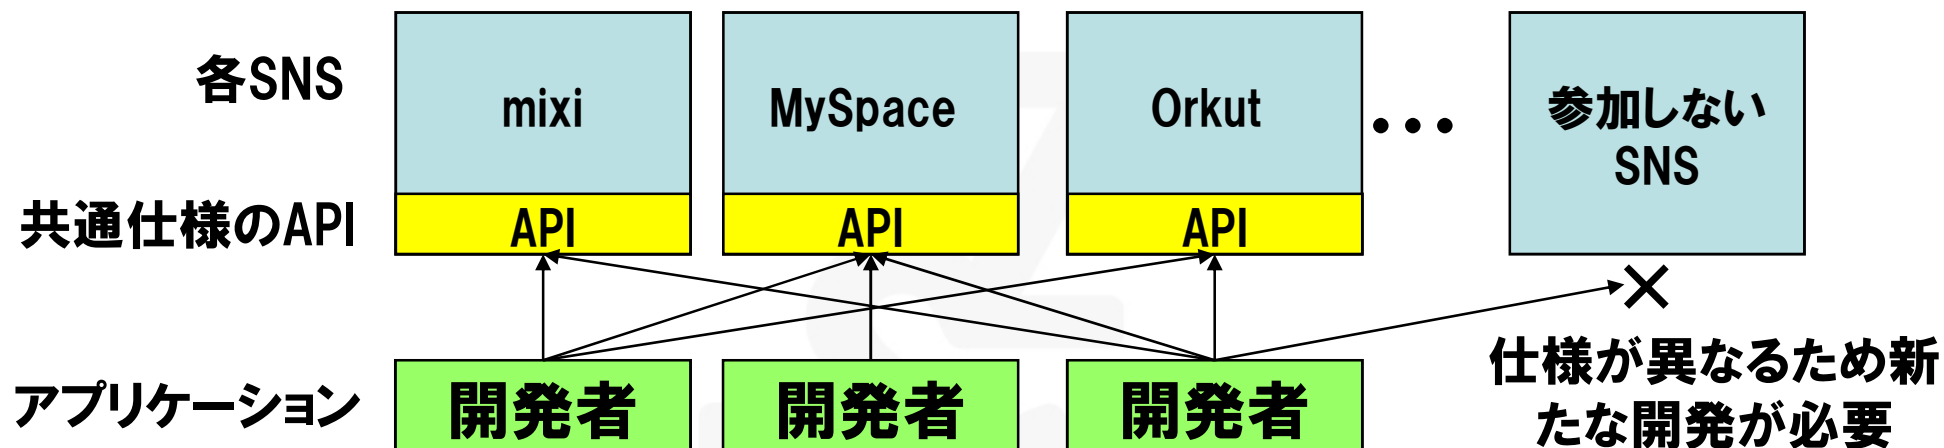 各SNS
mixi
MySpace
Orkut
•••
参加しない
SNS
共通仕様のAPI
API
API
API
×
仕様が異なるため新
たな開発が必要
アプリケーション
開発者
開発者
開発者